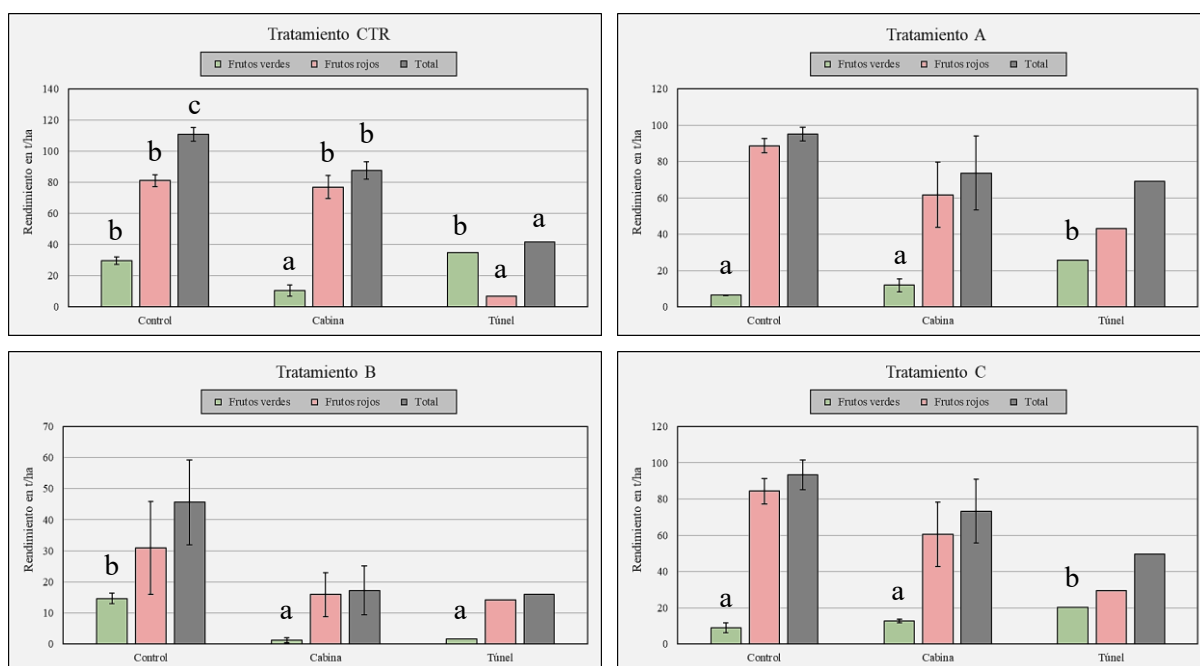 Tratamiento CTR
Frutos verdes Frutos rojos Total
Rendimiento en t/ha
140
120
100
80
60
40
20
0
b b c
a b b
b a a
Control Cabina Túnel
Tratamiento A
Frutos verdes Frutos rojos Total
Rendimiento en t/ha
120
100
80
60
40
20
0
a a b
Control Cabina Túnel
Tratamiento B
Frutos verdes Frutos rojos Total
Rendimiento en t/ha
70
60
50
40
30
20
10
0
b a a
Control Cabina Túnel
Tratamiento C
Frutos verdes Frutos rojos Total
Rendimiento en t/ha
120
100
80
60
40
20
0
a a b
Control Cabina Túnel